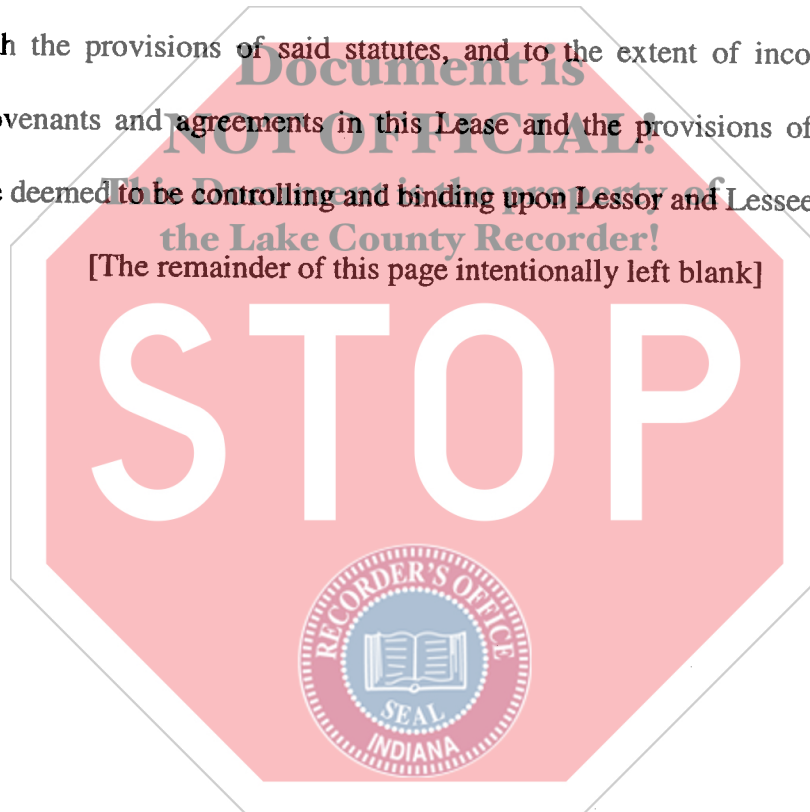 h the provisions of said statutes, and to the extent of inco
Document is
venants and agreements in this Lease and the provisions of
NOT OFFICIAL!
deemed to be controlling and binding upon Lessor and Lessee
This Document is the property of
the Lake County Recorder!
[The remainder of this page intentionally left blank]
STOP
RECORDER'S OFFICE
SEAL
INDIANA